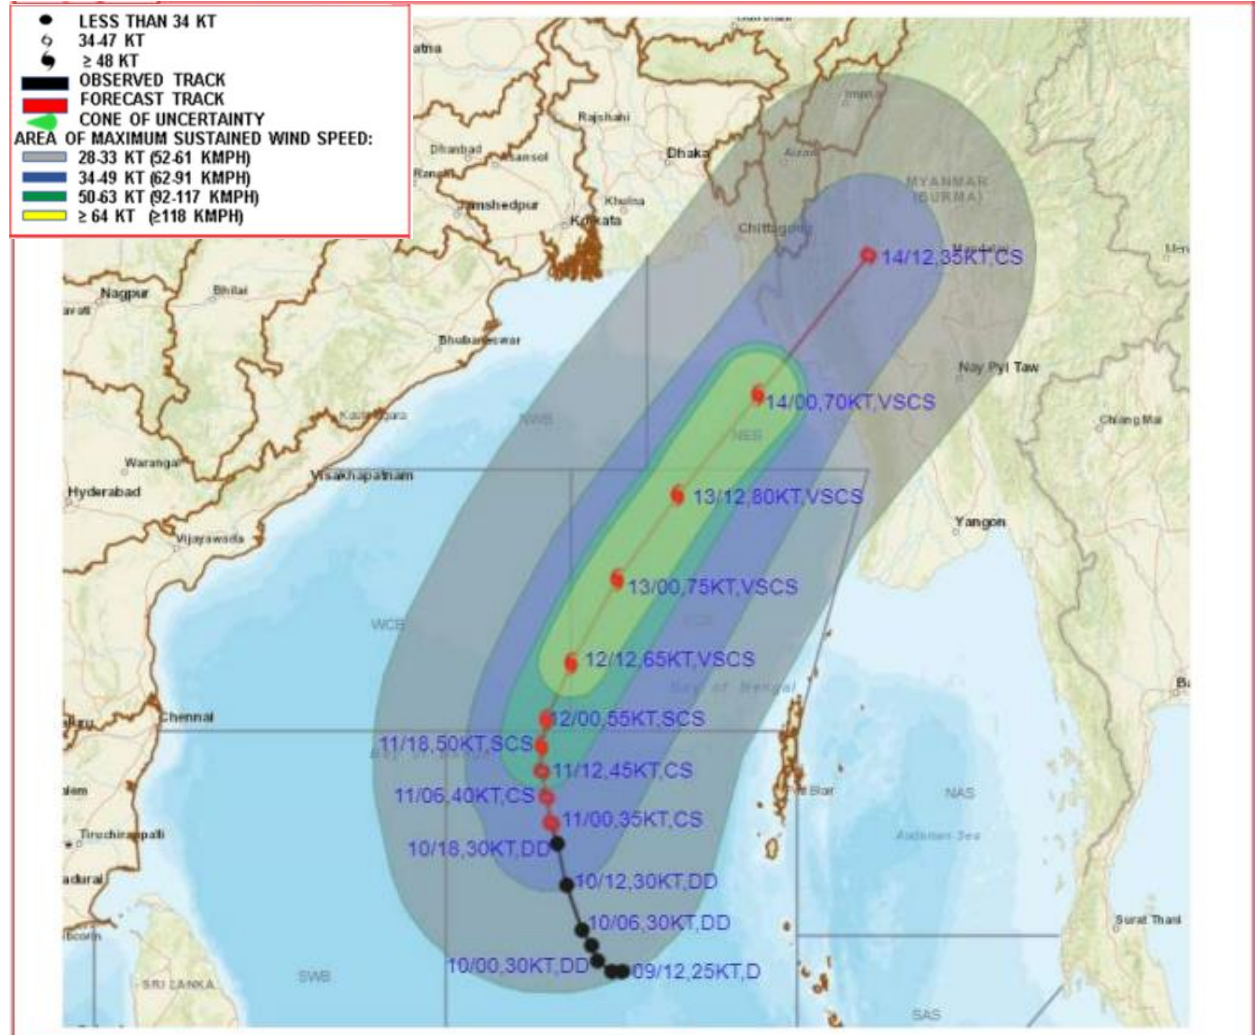 LESS THAN 34 KT
34-47 KT
≥ 48 KT
OBSERVED TRACK
FORECAST TRACK
CONE OF UNCERTAINTY
AREA OF MAXIMUM SUSTAINED WIND SPEED:
28-33 KT (52-61 KMPH)
34-49 KT (62-91 KMPH)
50-63 KT (92-117 KMPH)
≥ 64 KT (≥118 KMPH)
atna
Rajshahi
Dhanbad
Asansol
Dhaka
Ranchi
Khulna
Jamshedpur
Kolkata
MYANMAR
(BURMA)
Chittagong
14/12,35KT,CS
Nagpur
Bhilai
avati
Bhubaneswar
Nay Pyi Taw
14/00,70KT,VSCS
Chiang Mai
NWB
NEB
Warangal
Visakhapatnam
Hyderabad
13/12,80KT,VSCS
Yangon
Vijayawada
13/00,75KT,VSCS
WCB
12/12,65KT,VSCS
Bay of Bengal
Ba
Chennai
12/00,55KT,SCS
11/18,50KT,SCS
11/12,45KT,CS
alem
11/06,40KT,CS
Port Blair
NAS
11/00,35KT,CS
Andaman Sea
Tiruchirappalli
10/18,30KT,DD
adurai
10/12,30KT,DD
10/06,30KT,DD
Surat Thani
ticorin
10/00,30KT,DD
09/12,25KT,D
SWB
SRI LANKA
SAS